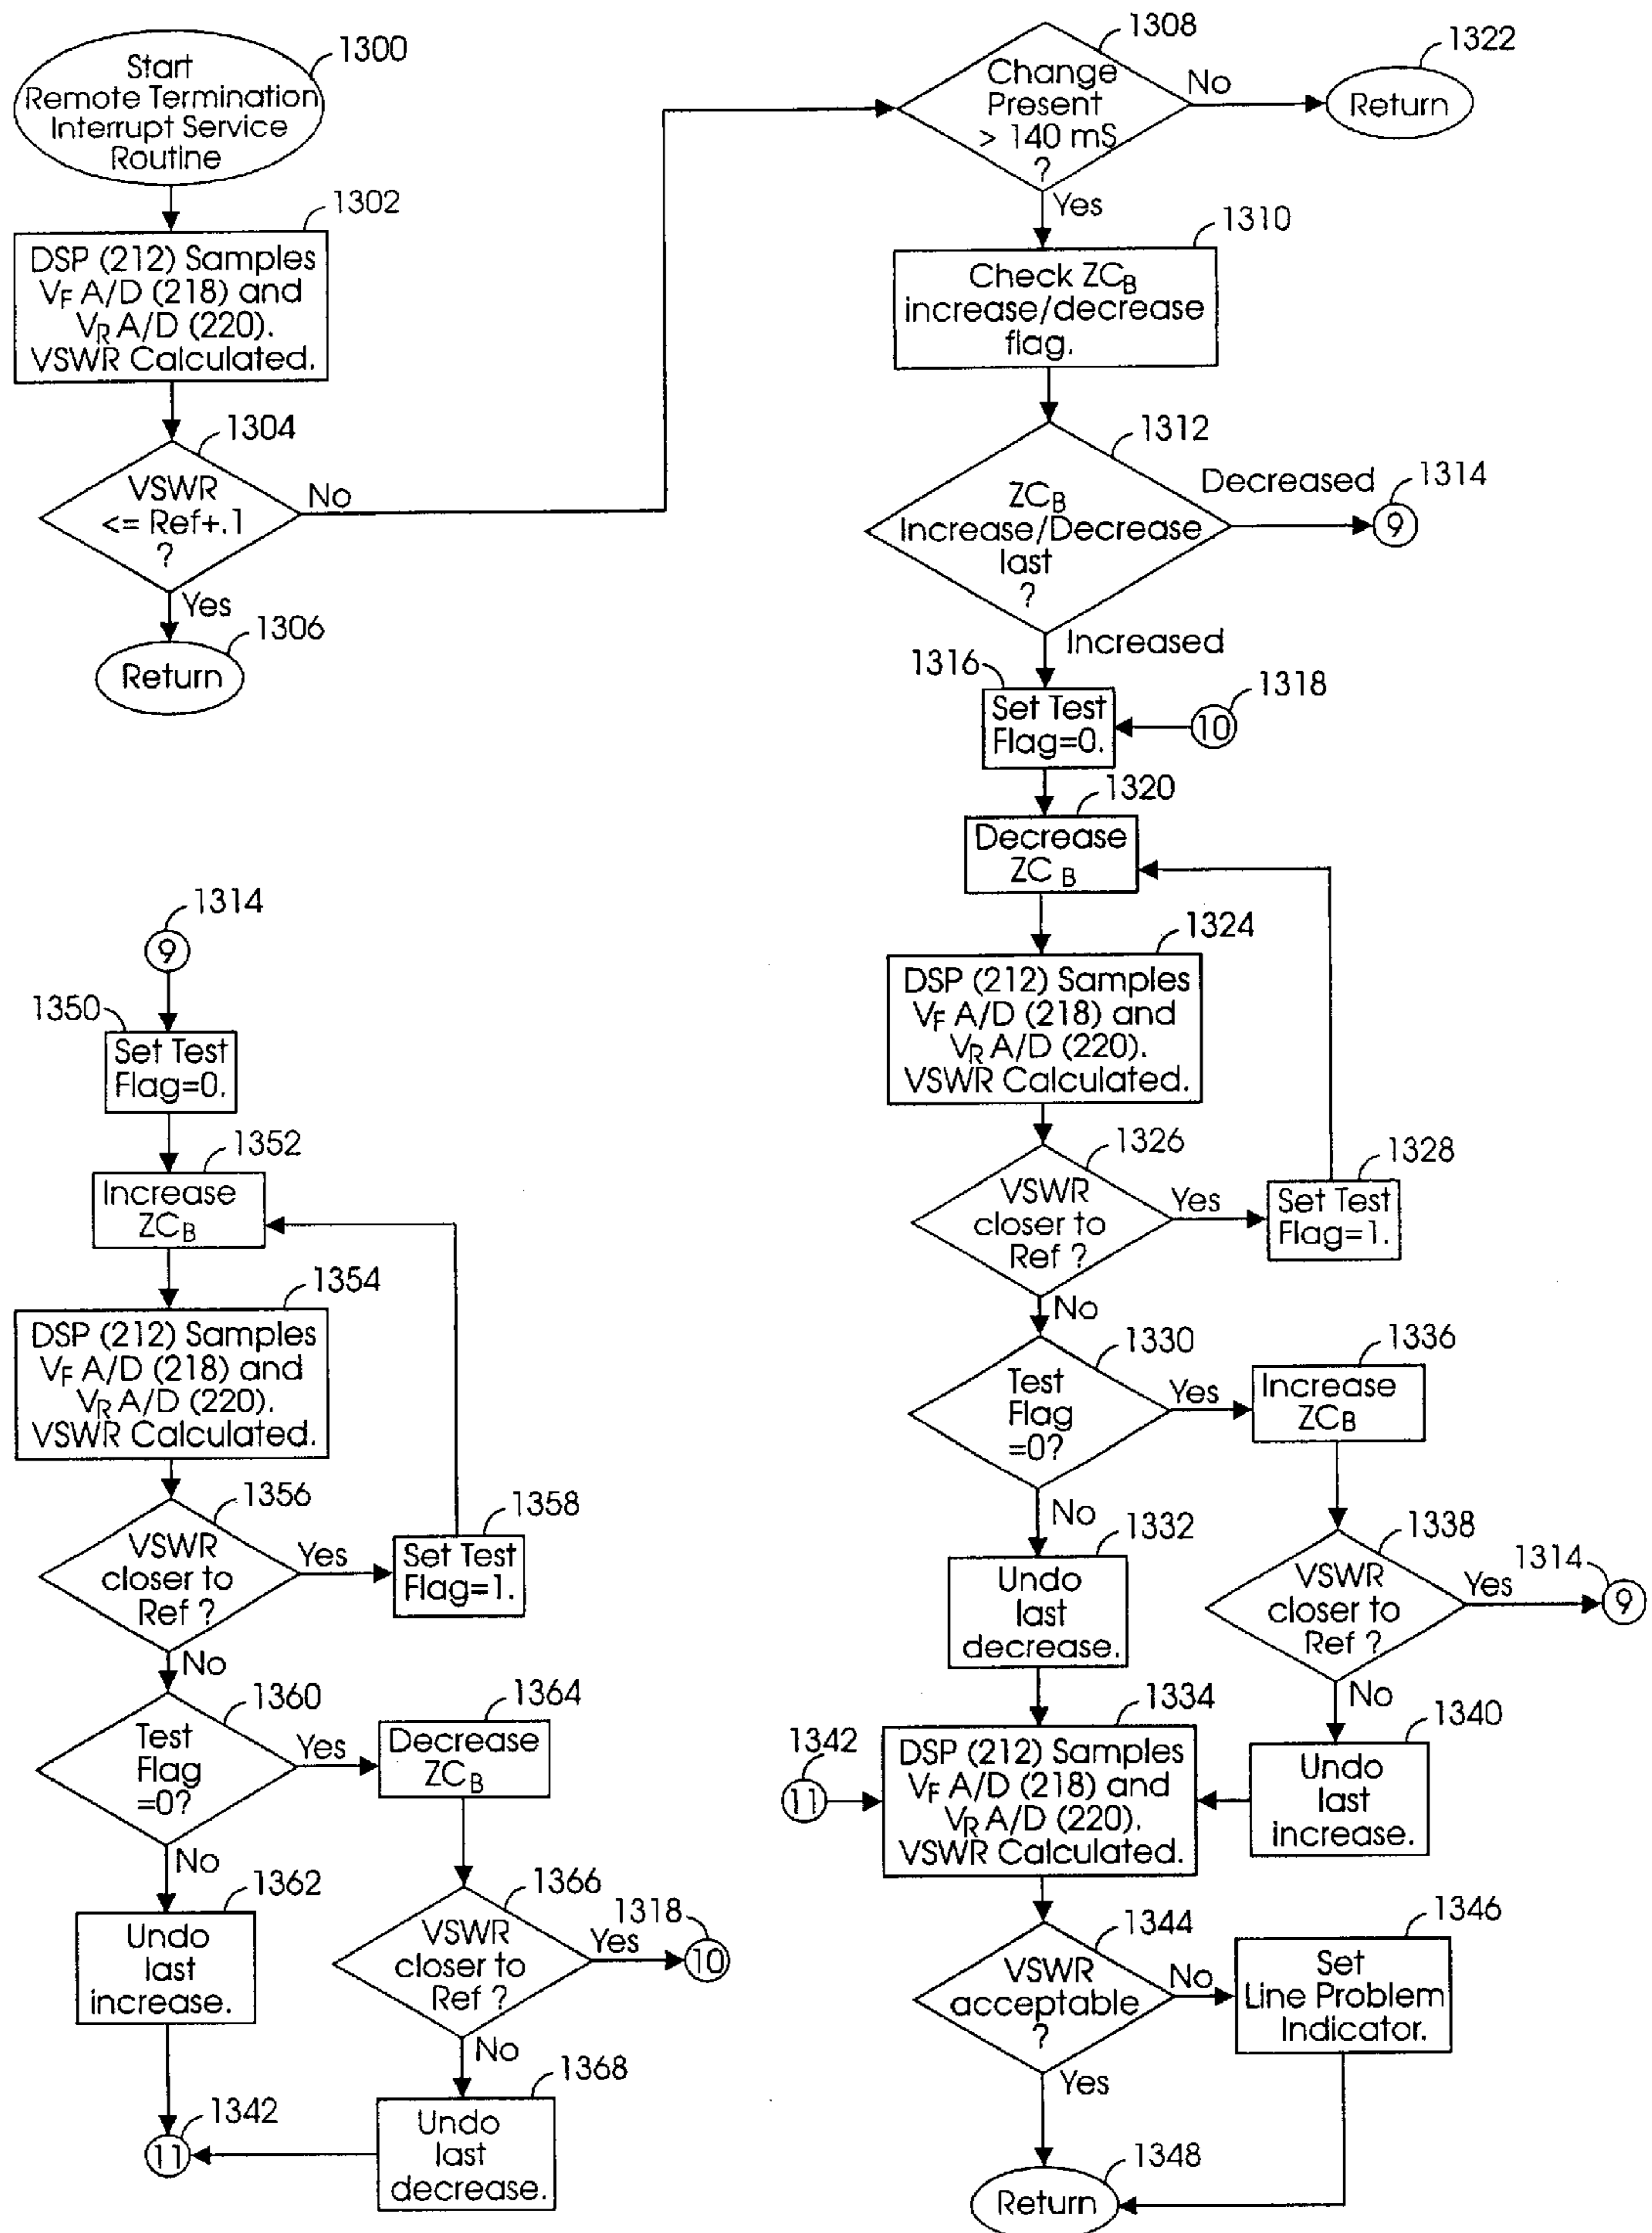 1300
Start
Remote Termination
Interrupt Service
Routine
1302
DSP (212) Samples
VF A/D (218) and
VR A/D (220).
VSWR Calculated.
1304
VSWR
<= Ref+.1
?
No
Yes
1306
Return
1308
Change
Present
> 140 mS
?
No
1322
Return
Yes
1310
Check ZCB
increase/decrease
flag.
1312
ZCB
Increase/Decrease
last
?
Decreased
1314
9
Increased
1316
Set Test
Flag=0.
1318
10
1320
Decrease
ZCB
1324
DSP (212) Samples
VF A/D (218) and
VR A/D (220).
VSWR Calculated.
1326
VSWR
closer to
Ref ?
Yes
1328
Set Test
Flag=1.
No
1330
Test
Flag
=0?
Yes
1336
Increase
ZCB
No
1332
Undo
last
decrease.
1338
VSWR
closer to
Ref ?
Yes
1314
9
No
1340
Undo
last
increase.
1334
DSP (212) Samples
VF A/D (218) and
VR A/D (220).
VSWR Calculated.
1342
11
1344
VSWR
acceptable
?
No
1346
Set
Line Problem
Indicator.
Yes
1348
Return
1314
9
1350
Set Test
Flag=0.
1352
Increase
ZCB
1354
DSP (212) Samples
VF A/D (218) and
VR A/D (220).
VSWR Calculated.
1356
VSWR
closer to
Ref ?
Yes
1358
Set Test
Flag=1.
No
1360
Test
Flag
=0?
Yes
1364
Decrease
ZCB
No
1362
Undo
last
increase.
1366
VSWR
closer to
Ref ?
Yes
1318
10
No
1368
Undo
last
decrease.
1342
11